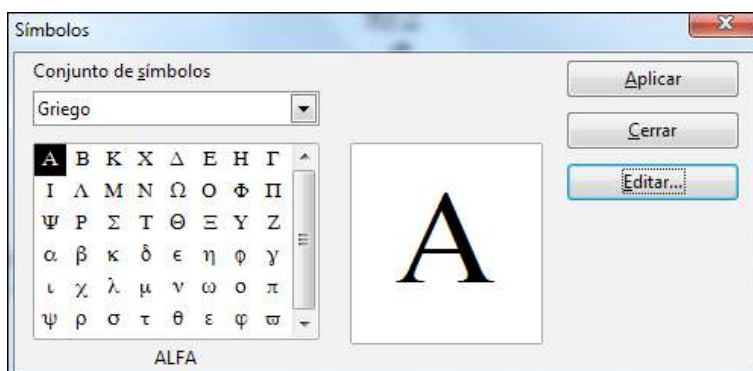 Símbolos
Conjunto de símbolos
Griego
Α Β Κ Χ Δ Ε Η Γ
Ι Λ Μ Ν Ω Ο Φ Π
Ψ Ρ Σ Τ Θ Ξ Υ Ζ
α β κ δ ϵ η ϕ γ
ι χ λ μ ν ω ο π
ψ ρ σ τ θ ε φ ϖ
ALFA
Α
Aplicar
Cerrar
Editar...